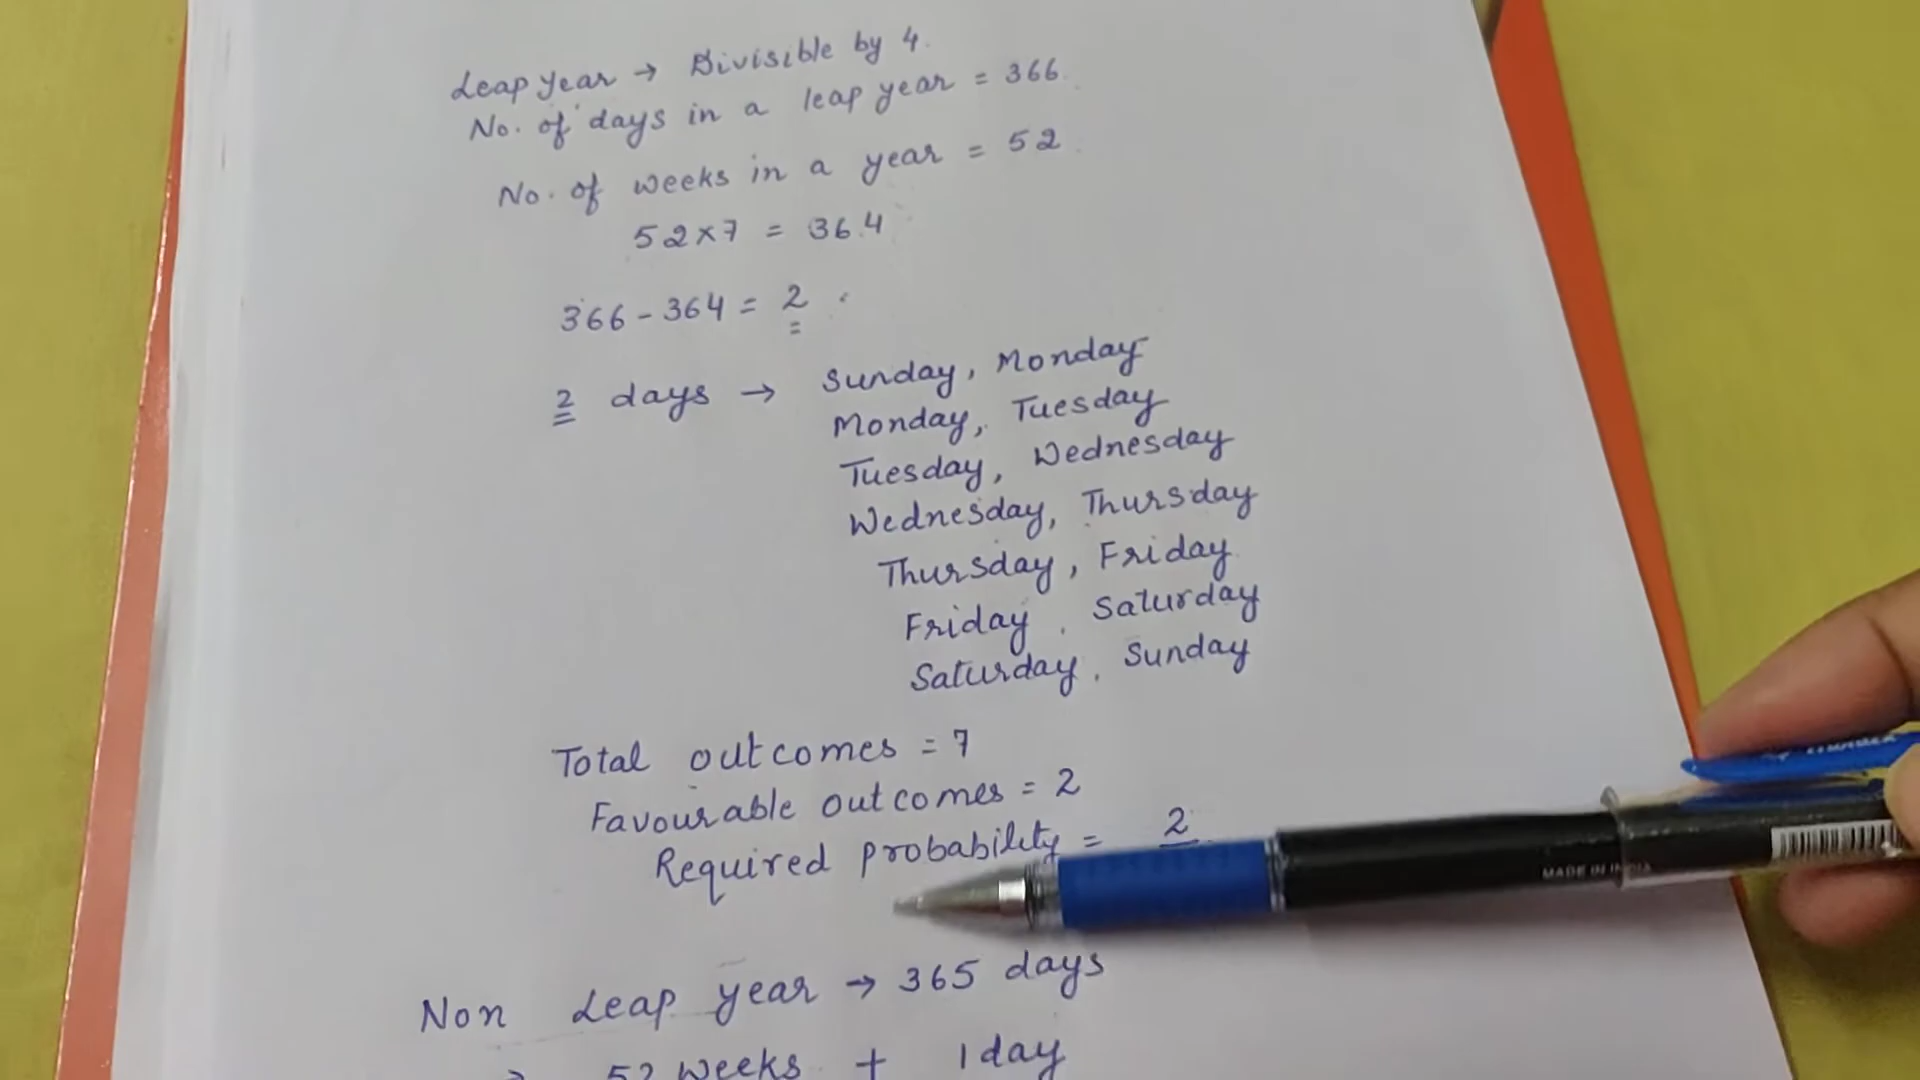 Leap year → Divisible by 4.
No. of days in a leap year = 366.
No. of weeks in a year = 52
52×7 = 364
366-364 = 2
2 days → Sunday, Monday
Monday, Tuesday
Tuesday, Wednesday
Wednesday, Thursday
Thursday, Friday
Friday, Saturday
Saturday, Sunday
Total outcomes = 7
Favourable outcomes = 2
Required probability = 2
MADE IN INDIA
Non Leap year → 365 days
52 weeks + 1 day